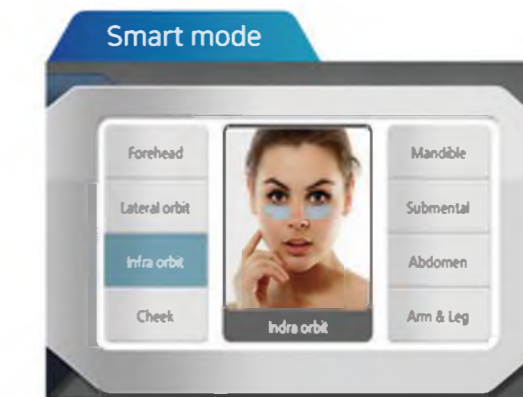 Smart mode
Forehead
Lateral orbit
Infra orbit
Cheek
Indra orbit
Mandible
Submental
Abdomen
Arm & Leg